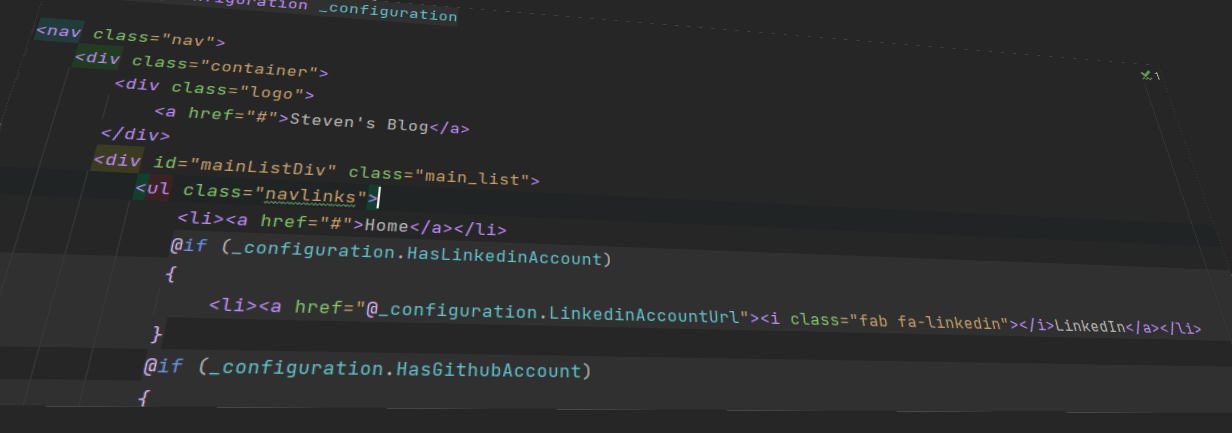 _configuration
<nav class="nav">
<div class="container">
<div class="logo">
<a href="#">Steven's Blog</a>
</div>
<div id="mainListDiv" class="main_list">
<ul class="navlinks">
<li><a href="#">Home</a></li>
@if (_configuration.HasLinkedinAccount)
{
<li><a href="@_configuration.LinkedinAccountUrl"><i class="fab fa-linkedin"></i>LinkedIn</a></li>
}
@if (_configuration.HasGithubAccount)
{
1